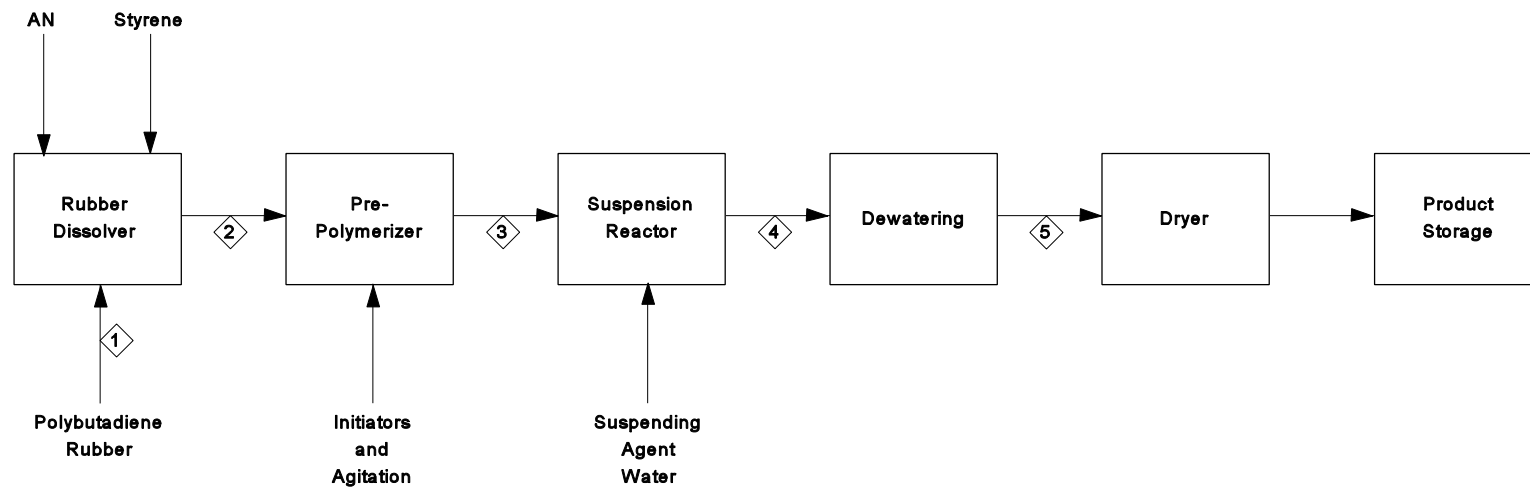 AN
Styrene
Rubber
Dissolver
2
Pre-
Polymerizer
3
Suspension
Reactor
4
Dewatering
5
Dryer
Product
Storage
1
Polybutadiene
Rubber
Initiators
and
Agitation
Suspending
Agent
Water